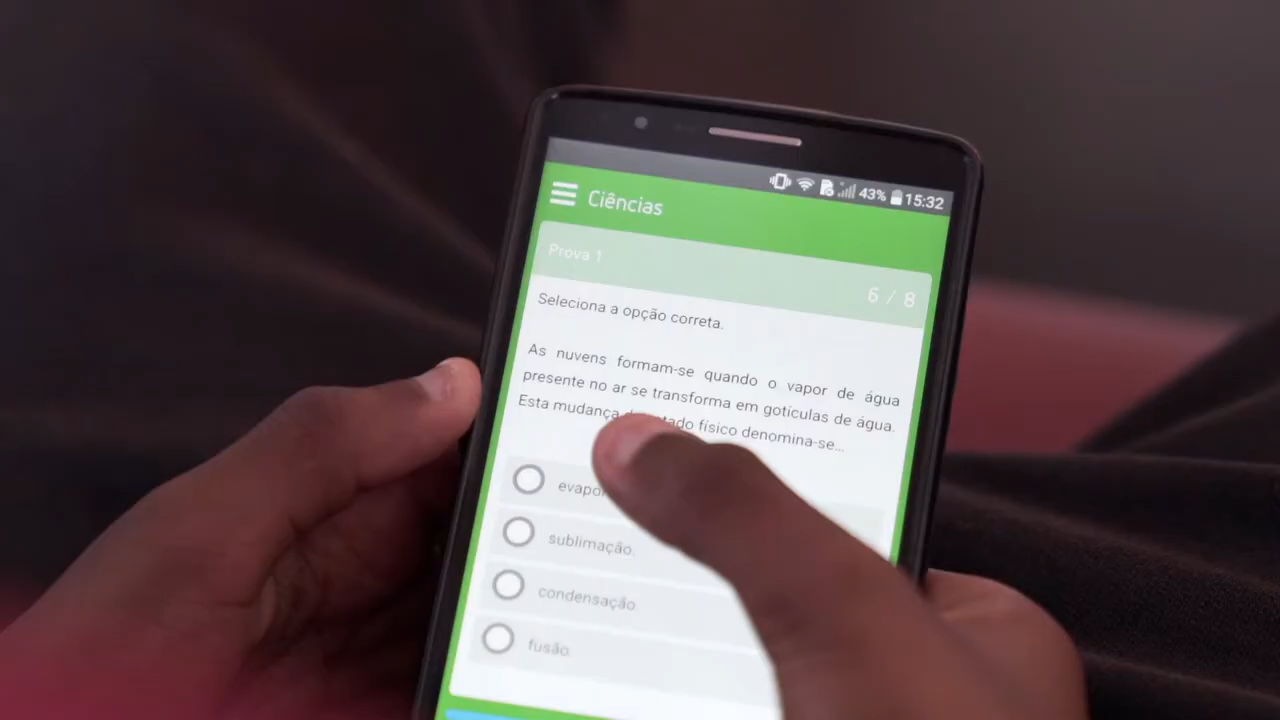 43% 15:32
Ciências
Prova 1
6 / 8
Seleciona a opção correta.
As nuvens formam-se quando o vapor de água
presente no ar se transforma em gotículas de água.
Esta mudança físico denomina-se...
sublimação.
condensação
fusão.